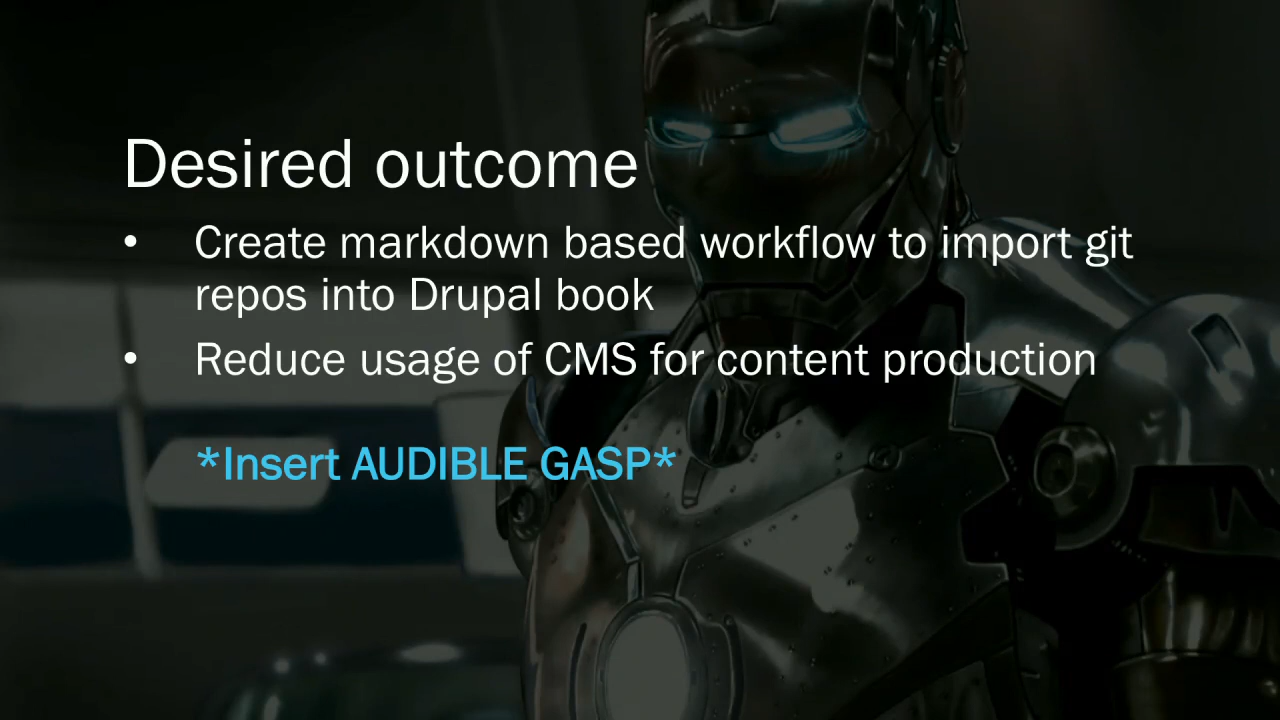 Desired outcome
• Create markdown based workflow to import git
repos into Drupal book
• Reduce usage of CMS for content production
*Insert AUDIBLE GASP*